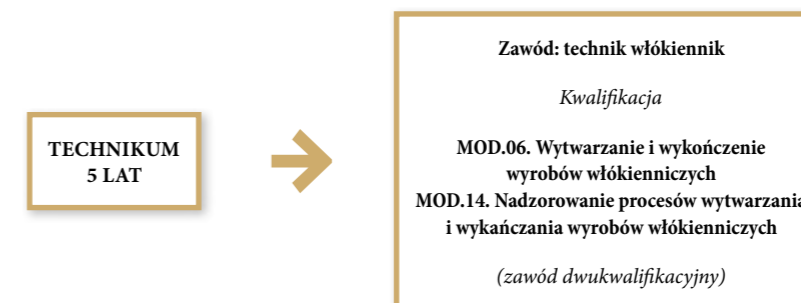 TECHNIKUM
5 LAT
Zawód: technik włókiennik
Kwalifikacja
MOD.06. Wytwarzanie i wykończenie
wyrobów włókienniczych
MOD.14. Nadzorowanie procesów wytwarzania
i wykańczania wyrobów włókienniczych
(zawód dwukwalifikacyjny)